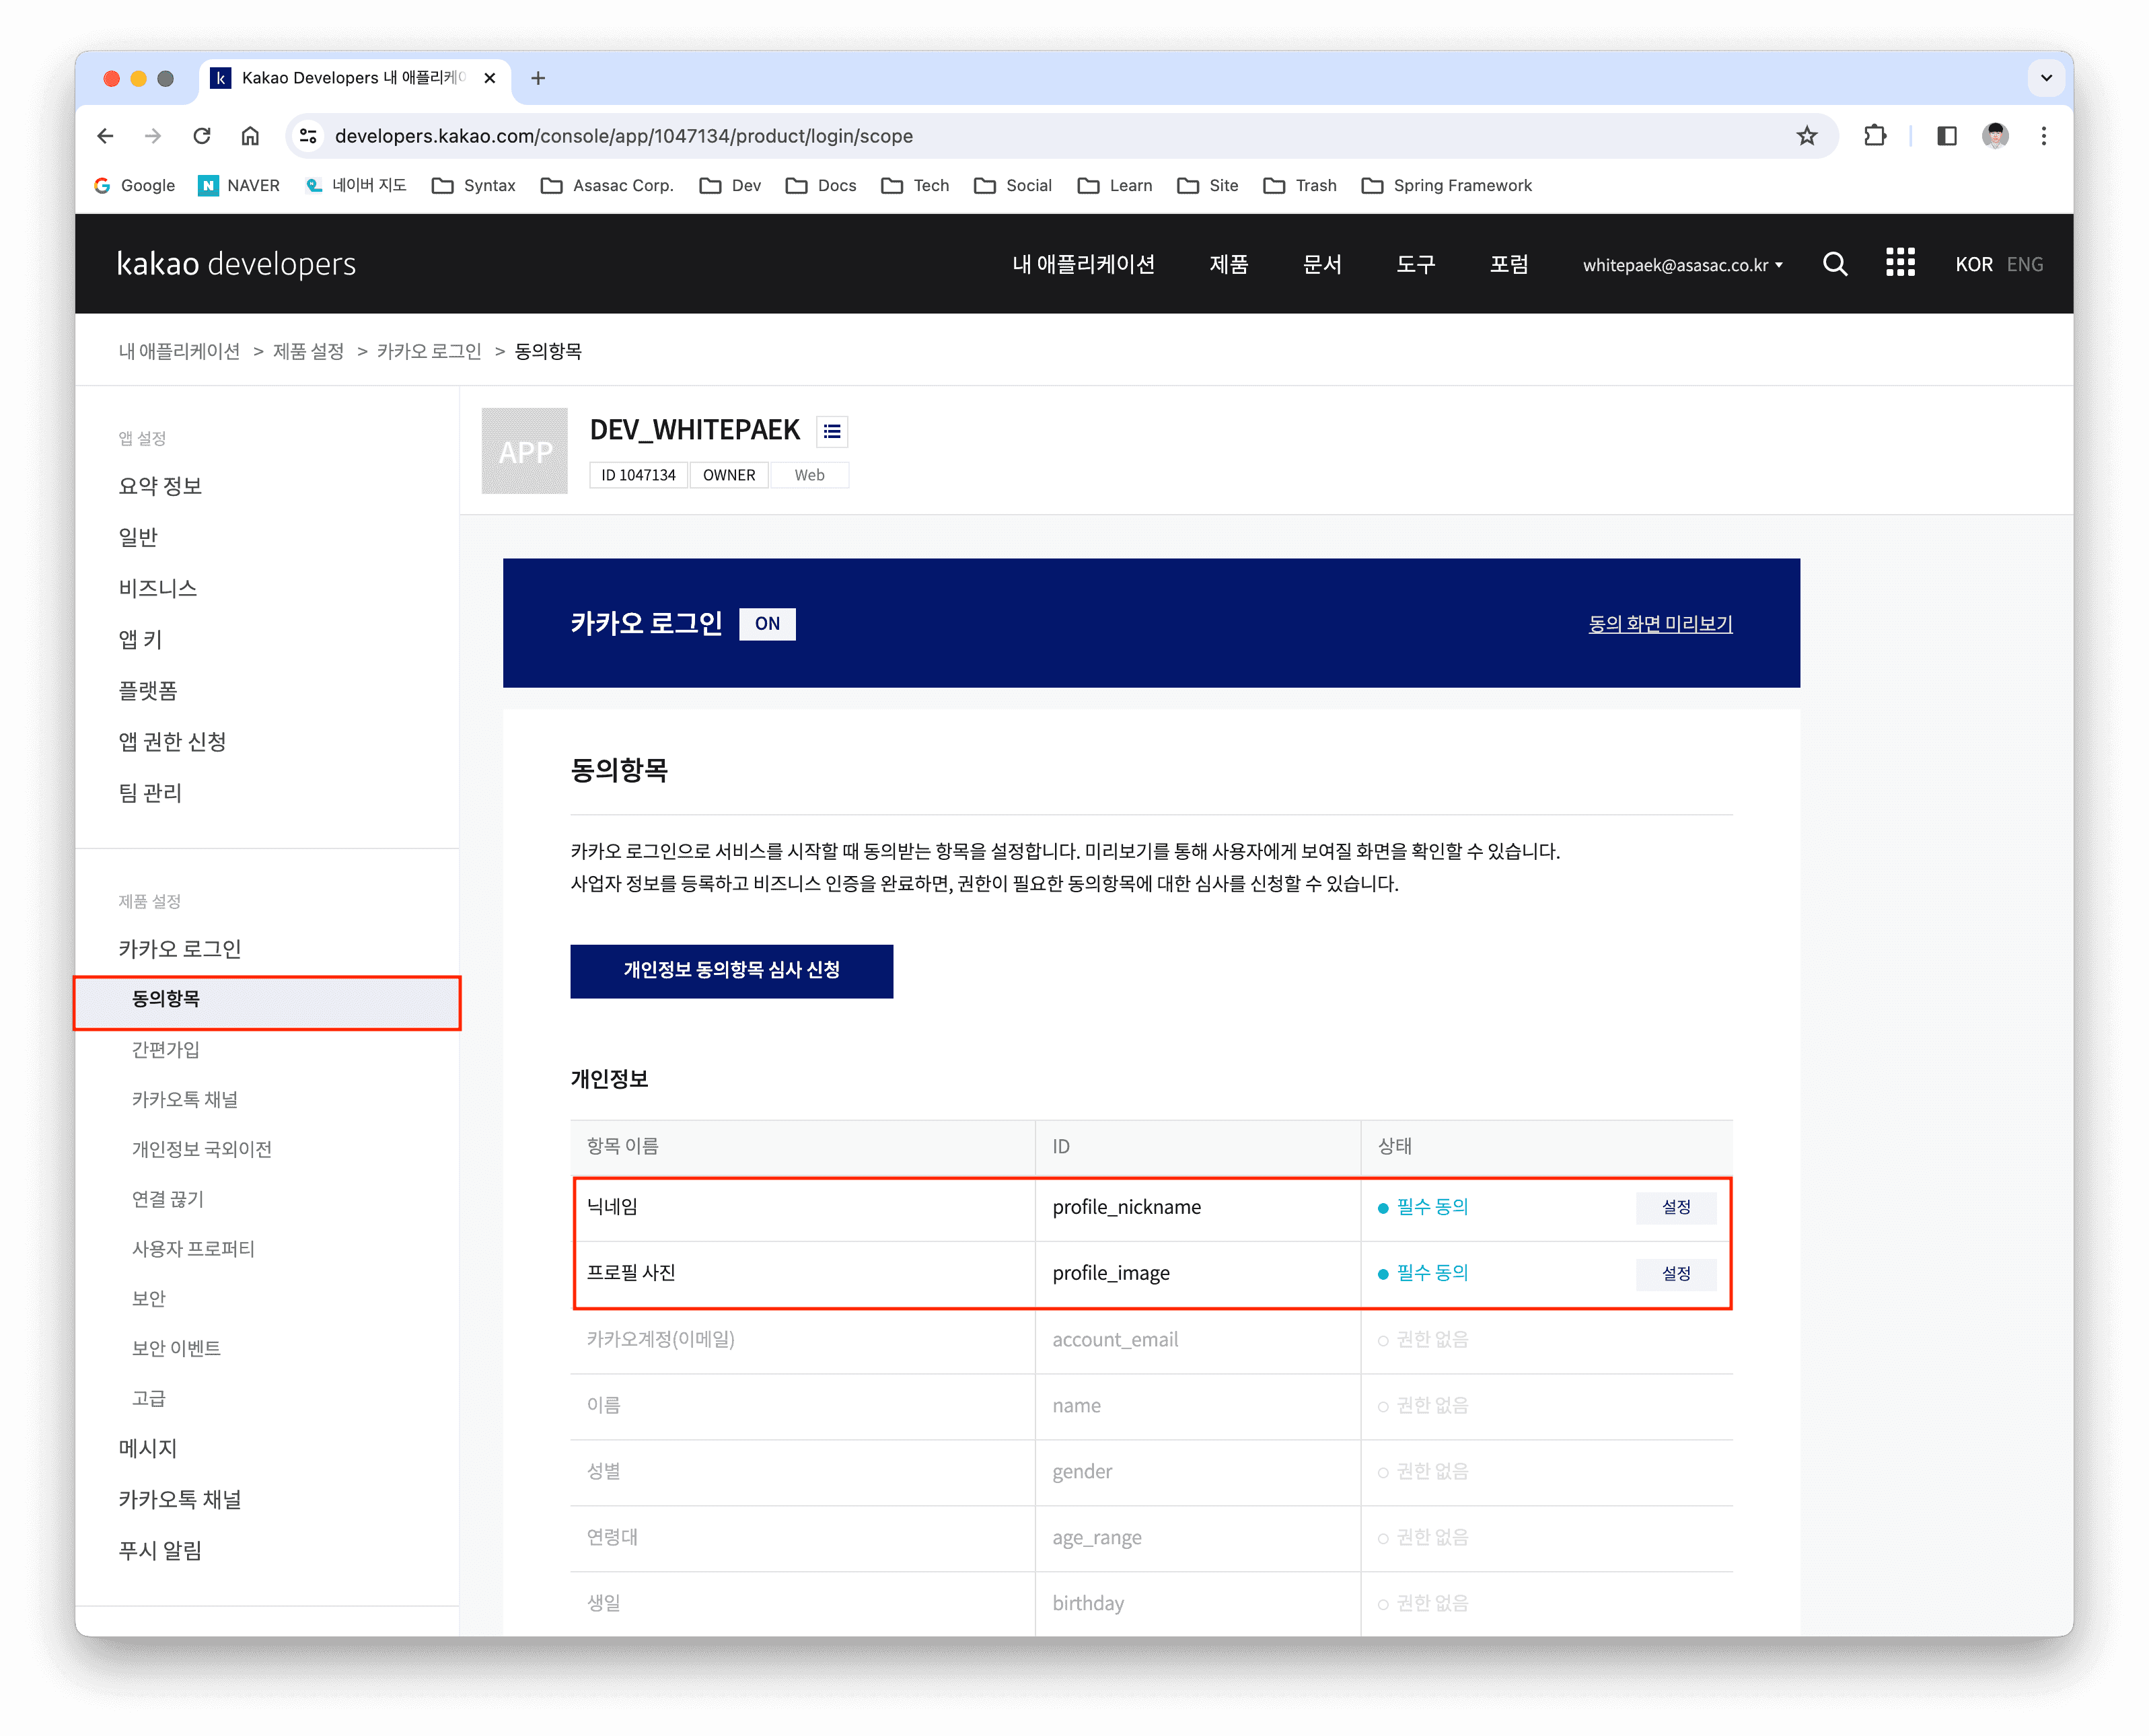 Kakao Developers 내 애플리케이
developers.kakao.com/console/app/1047134/product/login/scope
Google NAVER 네이버 지도 Syntax Asasac Corp. Dev Docs Tech Social Learn Site Trash Spring Framework
kakao developers 내 애플리케이션 제품 문서 도구 포럼 whitepaek@asasac.co.kr KOR ENG
내 애플리케이션 > 제품 설정 > 카카오 로그인 > 동의항목
앱 설정
요약 정보
일반
비즈니스
앱 키
플랫폼
앱 권한 신청
팀 관리
제품 설정
카카오 로그인
동의항목
간편가입
카카오톡 채널
개인정보 국외이전
연결 끊기
사용자 프로퍼티
보안
보안 이벤트
고급
메시지
카카오톡 채널
푸시 알림
APP
DEV_WHITEPAEK
ID 1047134 OWNER Web
카카오 로그인 ON 동의 화면 미리보기
동의항목
카카오 로그인으로 서비스를 시작할 때 동의받는 항목을 설정합니다. 미리보기를 통해 사용자에게 보여질 화면을 확인할 수 있습니다.
사업자 정보를 등록하고 비즈니스 인증을 완료하면, 권한이 필요한 동의항목에 대한 심사를 신청할 수 있습니다.
개인정보 동의항목 심사 신청
개인정보
항목 이름 ID 상태
닉네임 profile_nickname 필수 동의 설정
프로필 사진 profile_image 필수 동의 설정
카카오계정(이메일) account_email 권한 없음
이름 name 권한 없음
성별 gender 권한 없음
연령대 age_range 권한 없음
생일 birthday 권한 없음